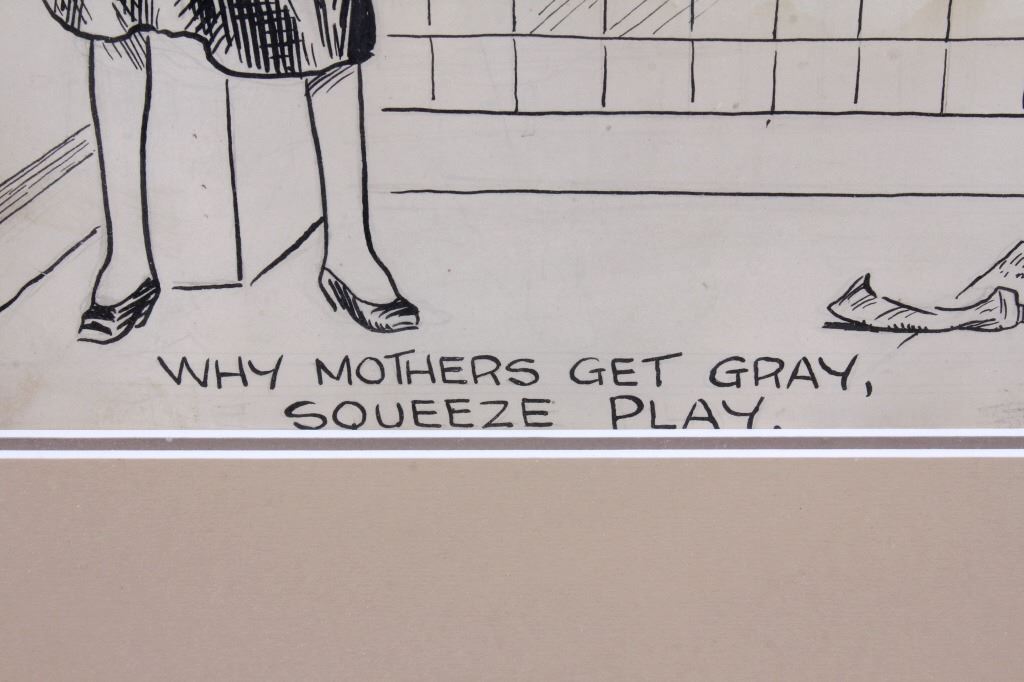 WHY MOTHERS GET GRAY,
SQUEEZE PLAY.